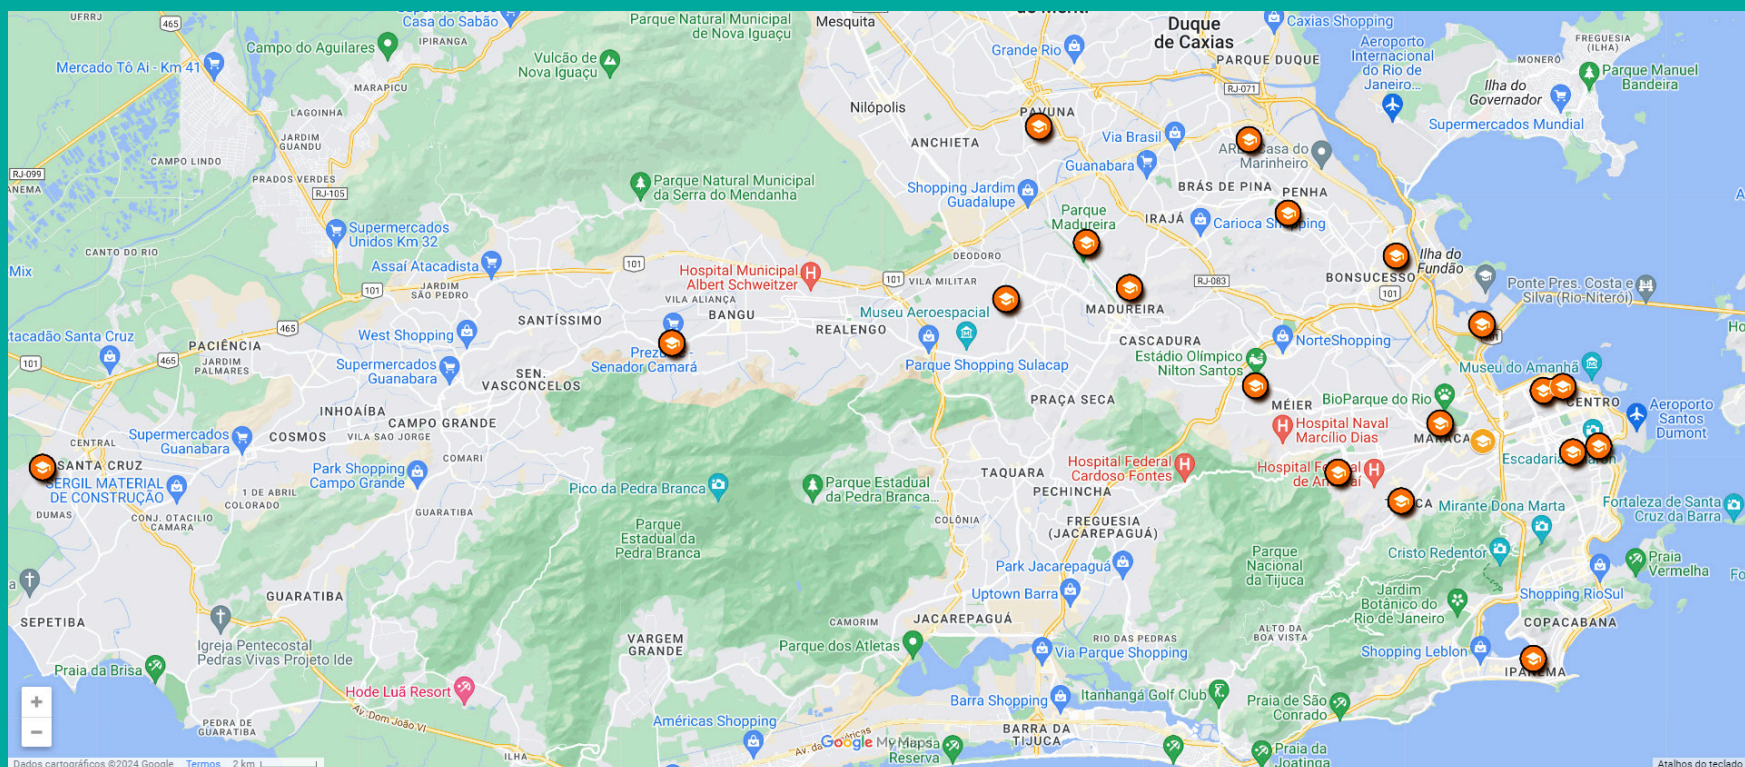 UFRRJ
465
Casa do Sabão
Parque Natural Municipal
de Nova Iguaçu
Mesquita
Duque
de Caxias
Caxias Shopping
FREGUESIA
(ILHA)
Campo do Aguilares
IPIRANGA
Vulcão de
Nova Iguaçu
Grande Rio
Aeroporto
Internacional
do Rio de
Janeiro...
MONERÓ
Parque Manuel
Bandeira
PARQUE DUQUE
Mercado Tô Ai - Km 41
MARAPICU
RJ-071
Ilha do
Governador
Supermercados Mundial
LAGOINHA
Nilópolis
PAVUNA
Via Brasil
JARDIM
GUANDU
ANCHIETA
Casa do
Marinheiro
CAMPO LINDO
Guanabara
RJ-099
PRADOS VERDES
RJ-105
Parque Natural Municipal
da Serra do Mendanha
Shopping Jardim
Guadalupe
BRÁS DE PINA
PENHA
Parque
Madureira
IRAJÁ
Carioca Shopping
Supermercados
Unidos Km 32
CANTO DO RIO
Assaí Atacadista
101
Hospital Municipal
Albert Schweitzer
DEODORO
Ilha do
Fundão
Mix
JARDIM
SÃO PEDRO
101
VILA ALIANÇA
BANGU
101
VILA MILITAR
RJ-083
BONSUCESSO
101
Ponte Pres. Costa e
Silva (Rio-Niterói)
465
SANTÍSSIMO
REALENGO
Museu Aeroespacial
MADUREIRA
tacadão Santa Cruz
PACIÊNCIA
West Shopping
CASCADURA
NorteShopping
101
465
JARDIM
PALMARES
Supermercados
Guanabara
SEN.
VASCONCELOS
Senador Camará
Parque Shopping Sulacap
Estádio Olímpico
Nilton Santos
Museu do Amanhã
INHOAÍBA
CAMPO GRANDE
PRAÇA SECA
MÉIER
BioParque do Rio
CENTRO
Aeroporto
Santos
Dumont
CENTRAL
Supermercados
Guanabara
COSMOS
VILA SAO JORGE
COMARI
Hospital Naval
Marcílio Dias
SANTA CRUZ
SERGIL MATERIAL
DE CONSTRUÇÃO
Park Shopping
Campo Grande
TAQUARA
Hospital Federal
Cardoso Fontes
PECHINCHA
1 DE ABRIL
COLORADO
Pico da Pedra Branca
Parque Estadual
da Pedra Branca...
DUMAS
CONJ. OTACILIO
CAMARA
GUARATIBA
COLÔNIA
FREGUESIA
(JACAREPAGUÁ)
Mirante Dona Marta
Fortaleza de Santa
Cruz da Barra
Parque
Estadual da
Pedra Branca
Parque
Nacional
da Tijuca
Cristo Redentor
Praia
Vermelha
Park Jacarepaguá
GUARATIBA
Uptown Barra
Jardim
Botânico do
Rio de Janeiro
Shopping RioSul
SEPETIBA
CAMORIM
JACAREPAGUÁ
ALTO DA
BOA VISTA
COPACABANA
Igreja Pentecostal
Pedras Vivas Projeto Ide
VARGEM
GRANDE
Parque dos Atletas
RIO DAS PEDRAS
Via Parque Shopping
Shopping Leblon
Praia da Brisa
IPANEMA
Hode Luã Resort
Barra Shopping
Itanhangá Golf Club
Praia de São
Conrado
Av. Dom João VI
PEDRA DE
GUARATIBA
Américas Shopping
BARRA DA
TIJUCA
Google My Maps
Reserva
Praia da
Joatinga
ILHA
Dados cartográficos ©2024 Google
Termos
2 km
Atalhos do teclado